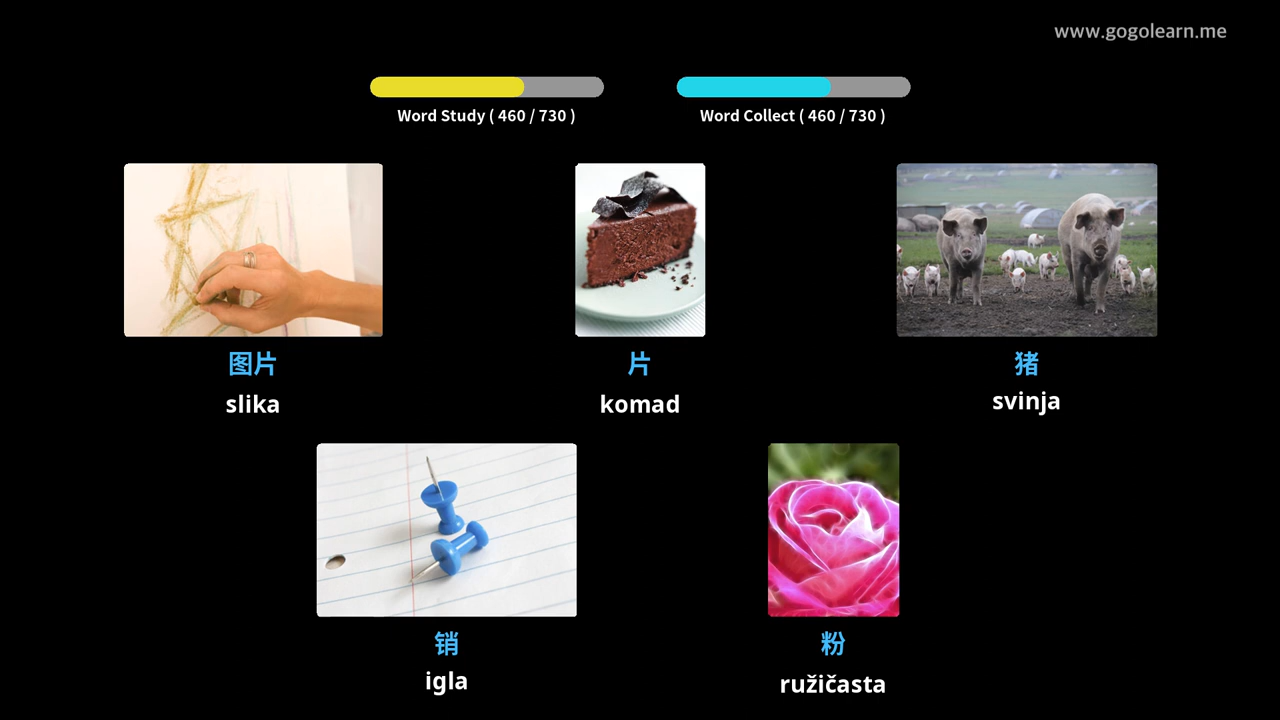 www.gogolearn.me
Word Study ( 460 / 730 )
Word Collect ( 460 / 730 )
图片
slika
片
komad
猪
svinja
销
igla
粉
ružičasta